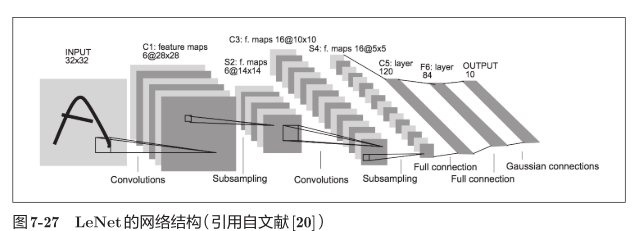 INPUT
32x32
C1: feature maps
6@28x28
C3: f. maps 16@10x10
S2: f. maps
6@14x14
S4: f. maps 16@5x5
C5: layer
120
F6: layer
84
OUTPUT
10
Convolutions
Subsampling
Convolutions
Subsampling
Full connection
Full connection
Gaussian connections
图7-27 LeNet的网络结构(引用自文献[20])